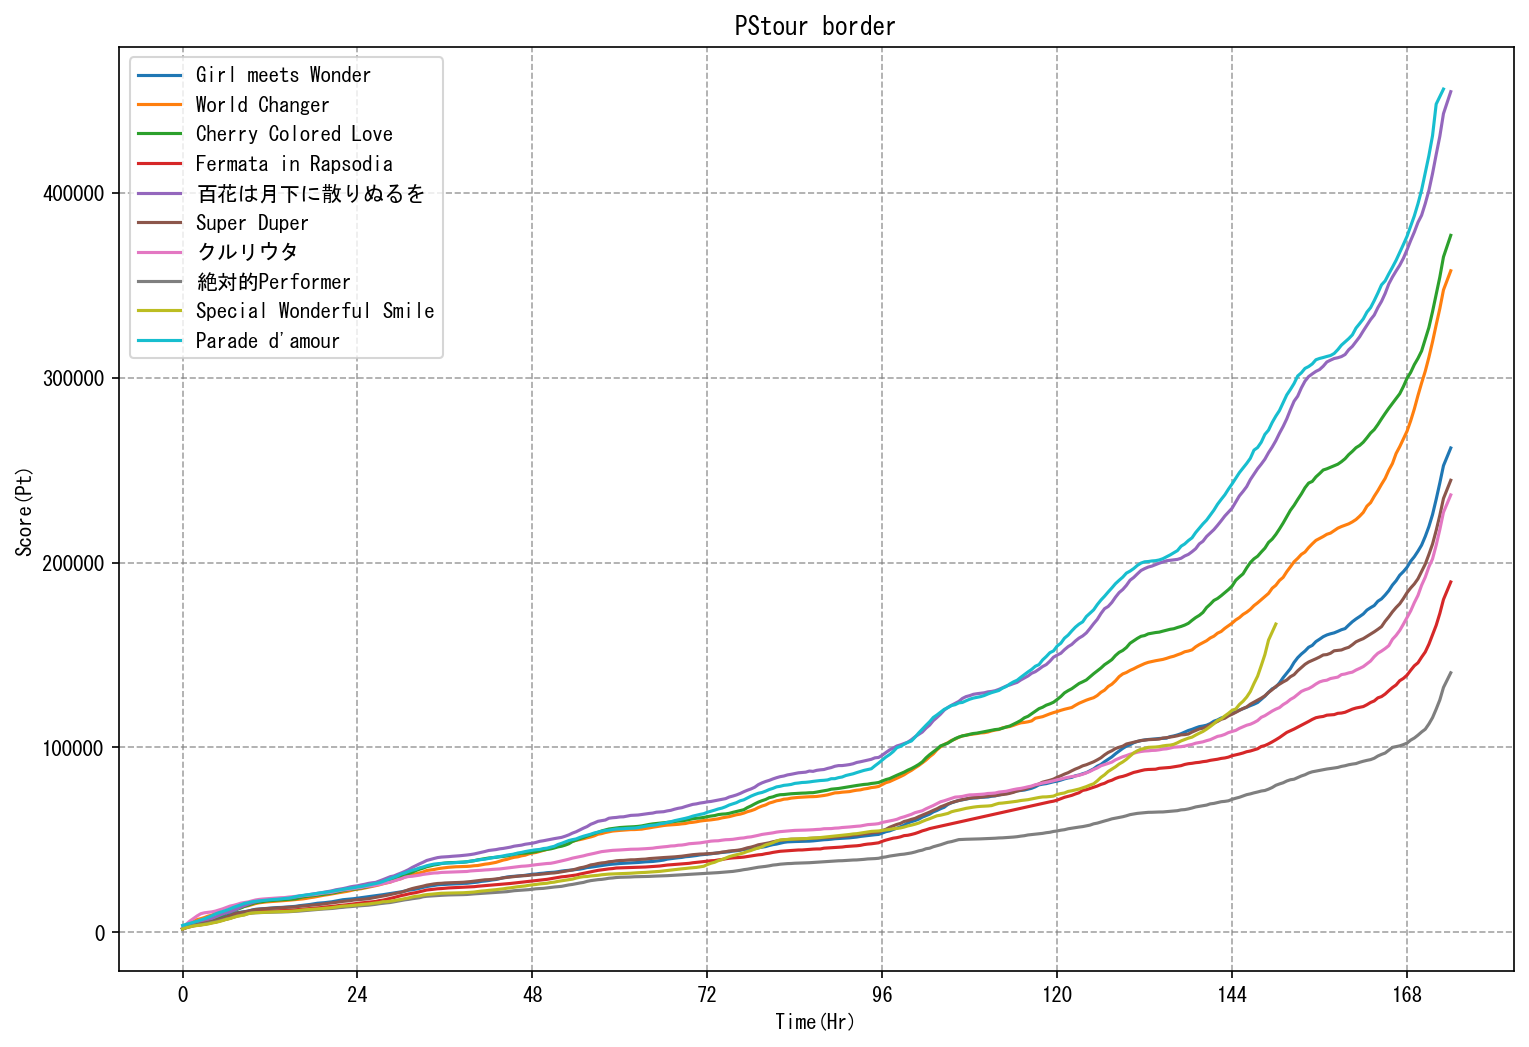 PStour border
Girl meets Wonder
World Changer
Cherry Colored Love
Fermata in Rapsodia
百花は月下に散りぬるを
Super Duper
クルリウタ
絶対的Performer
Special Wonderful Smile
Parade d'amour
Score(Pt)
400000
300000
200000
100000
0
0 24 48 72 96 120 144 168
Time(Hr)